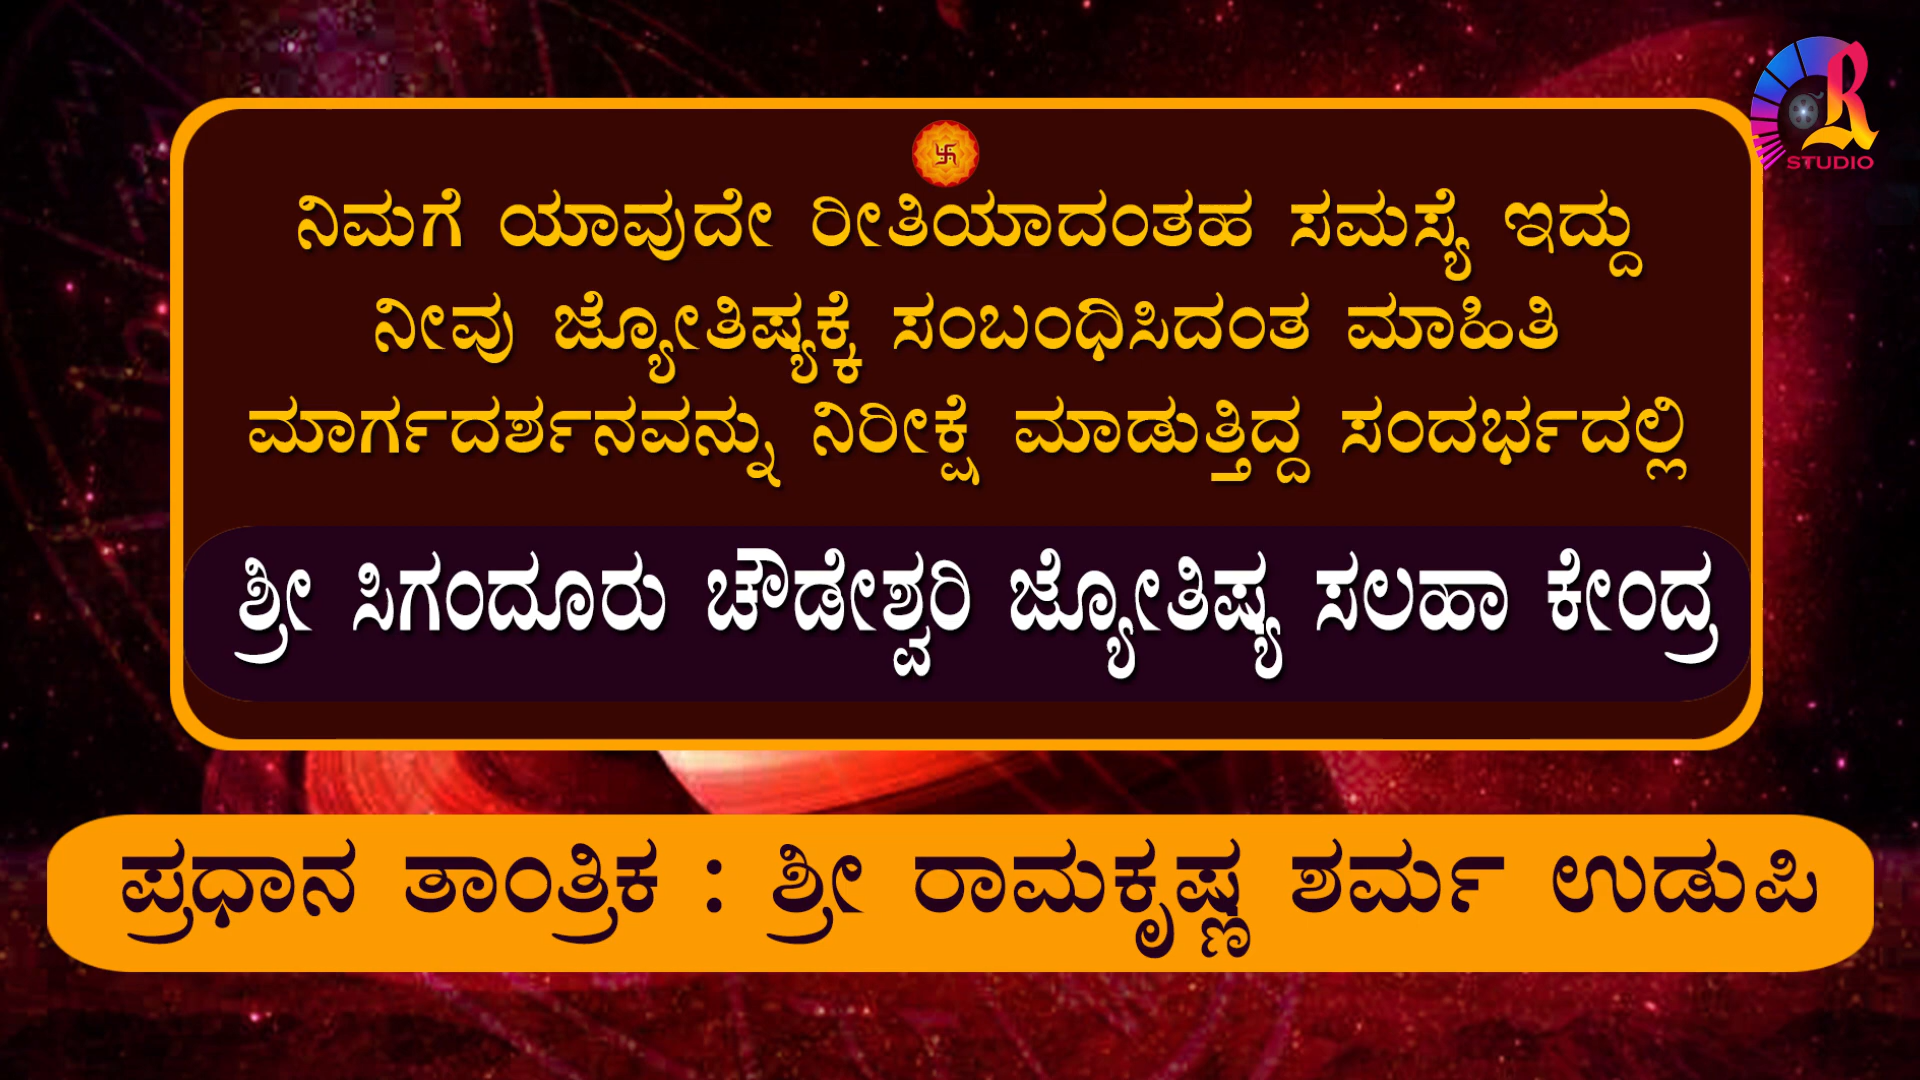 R
STUDIO
ನಿಮಗೆ ಯಾವುದೇ ರೀತಿಯಾದಂತಹ ಸಮಸ್ಯೆ ಇದ್ದು
ನೀವು ಜ್ಯೋತಿಷ್ಯಕ್ಕೆ ಸಂಬಂಧಿಸಿದಂತ ಮಾಹಿತಿ
ಮಾರ್ಗದರ್ಶನವನ್ನು ನಿರೀಕ್ಷೆ ಮಾಡುತ್ತಿದ್ದ ಸಂದರ್ಭದಲ್ಲಿ
ಶ್ರೀ ಸಿಗಂದೂರು ಚೌಡೇಶ್ವರಿ ಜ್ಯೋತಿಷ್ಯ ಸಲಹಾ ಕೇಂದ್ರ
ಪ್ರಧಾನ ತಾಂತ್ರಿಕ : ಶ್ರೀ ರಾಮಕೃಷ್ಣ ಶರ್ಮ ಉಡುಪಿ